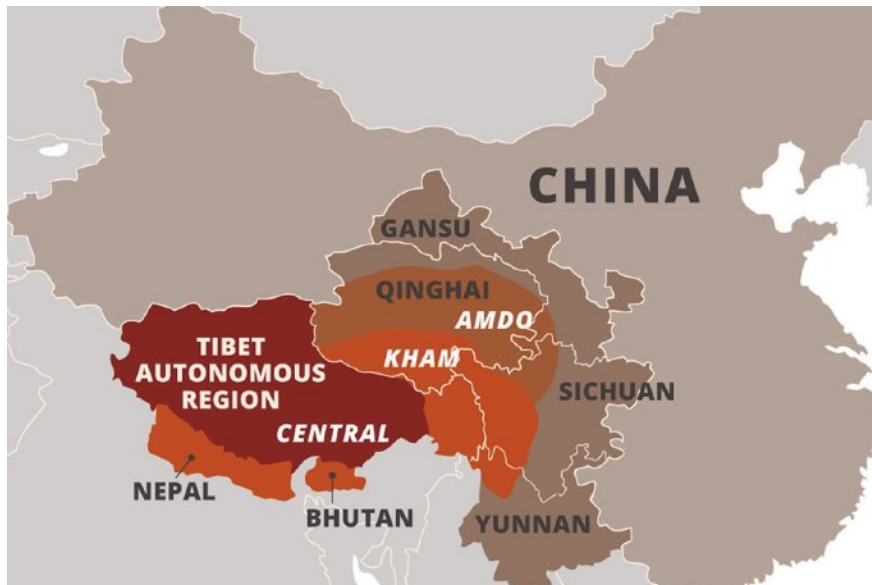 CHINA
GANSU
QINGHAI
AMDO
KHAM
TIBET
AUTONOMOUS
REGION
SICHUAN
CENTRAL
NEPAL
BHUTAN
YUNNAN